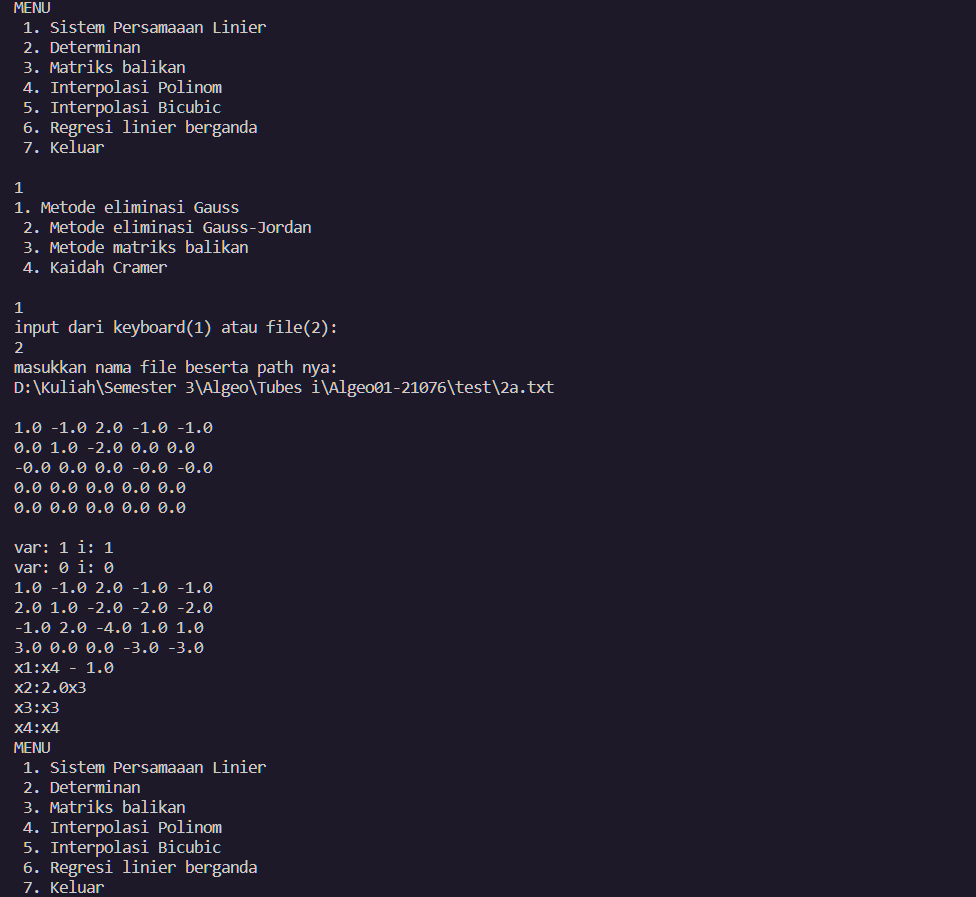 MENU
1. Sistem Persamaaan Linier
2. Determinan
3. Matriks balikan
4. Interpolasi Polinom
5. Interpolasi Bicubic
6. Regresi linier berganda
7. Keluar
1
1. Metode eliminasi Gauss
2. Metode eliminasi Gauss-Jordan
3. Metode matriks balikan
4. Kaidah Cramer
1
input dari keyboard(1) atau file(2):
2
masukkan nama file beserta path nya:
D:\Kuliah\Semester 3\Algeo\Tubes i\Algeo01-21076\test\2a.txt
1.0 -1.0 2.0 -1.0 -1.0
0.0 1.0 -2.0 0.0 0.0
-0.0 0.0 0.0 -0.0 -0.0
0.0 0.0 0.0 0.0 0.0
0.0 0.0 0.0 0.0 0.0
var: 1 i: 1
var: 0 i: 0
1.0 -1.0 2.0 -1.0 -1.0
2.0 1.0 -2.0 -2.0 -2.0
-1.0 2.0 -4.0 1.0 1.0
3.0 0.0 0.0 -3.0 -3.0
x1:x4 - 1.0
x2:2.0x3
x3:x3
x4:x4
MENU
1. Sistem Persamaaan Linier
2. Determinan
3. Matriks balikan
4. Interpolasi Polinom
5. Interpolasi Bicubic
6. Regresi linier berganda
7. Keluar